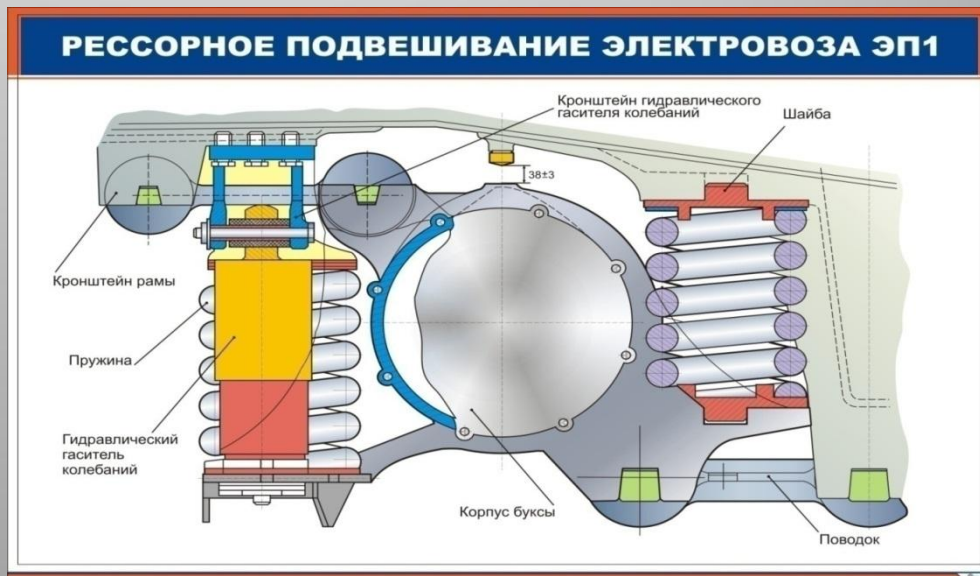 РЕССОРНОЕ ПОДВЕШИВАНИЕ ЭЛЕКТРОВОЗА ЭП1
Кронштейн гидравлического
гасителя колебаний
Шайба
38±3
Кронштейн рамы
Пружина
Гидравлический
гаситель
колебаний
Корпус буксы
Поводок